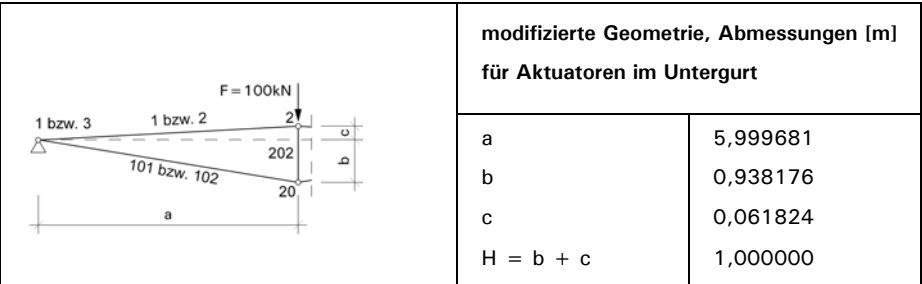 F=100kN
1 bzw. 3
1 bzw. 2
2
c
202
b
101 bzw. 102
20
a
modifizierte Geometrie, Abmessungen [m]
für Aktuatoren im Untergurt
a 5,999681
b 0,938176
c 0,061824
H = b + c 1,000000